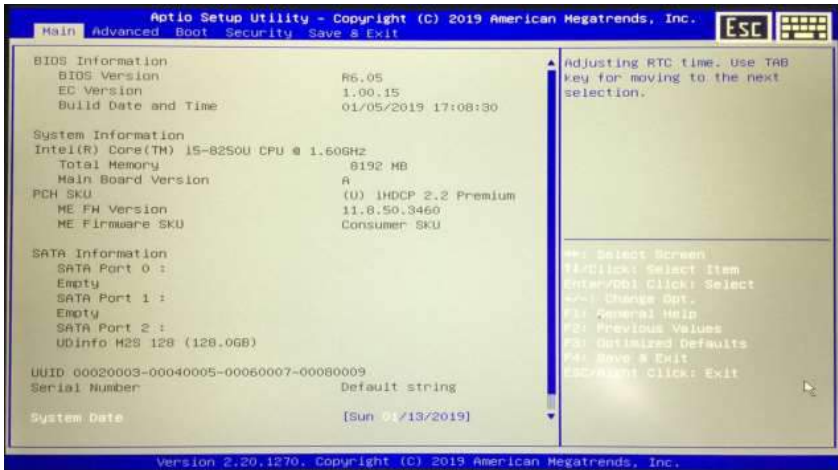 Aptio Setup Utility - Copyright (C) 2019 American Megatrends, Inc.
Main Advanced Boot Security Save & Exit
Esc
BIOS Information
BIOS Version R6.05
EC Version 1.00.15
Build Date and Time 01/05/2019 17:08:30
System Information
Intel(R) Core(TM) i5-8250U CPU @ 1.60GHz
Total Memory 8192 MB
Main Board Version A
PCH SKU (U) iHDCP 2.2 Premium
ME FW Version 11.8.50.3460
ME Firmware SKU Consumer SKU
SATA Information
SATA Port 0 :
Empty
SATA Port 1 :
Empty
SATA Port 2 :
UDinfo M2S 128 (128.0GB)
UUID 00020003-00040005-00060007-00080009
Serial Number Default string
System Date [Sun 01/13/2019]
Adjusting RTC time. Use TAB
key for moving to the next
selection.
Select Screen
/Click: Select Item
Enter/Dbl Click: Select
+/-: Change Opt.
F1: General Help
F2: Previous Values
F3: Optimized Defaults
F4: Save & Exit
ESC/Right Click: Exit
Version 2.20.1270. Copyright (C) 2019 American Megatrends, Inc.